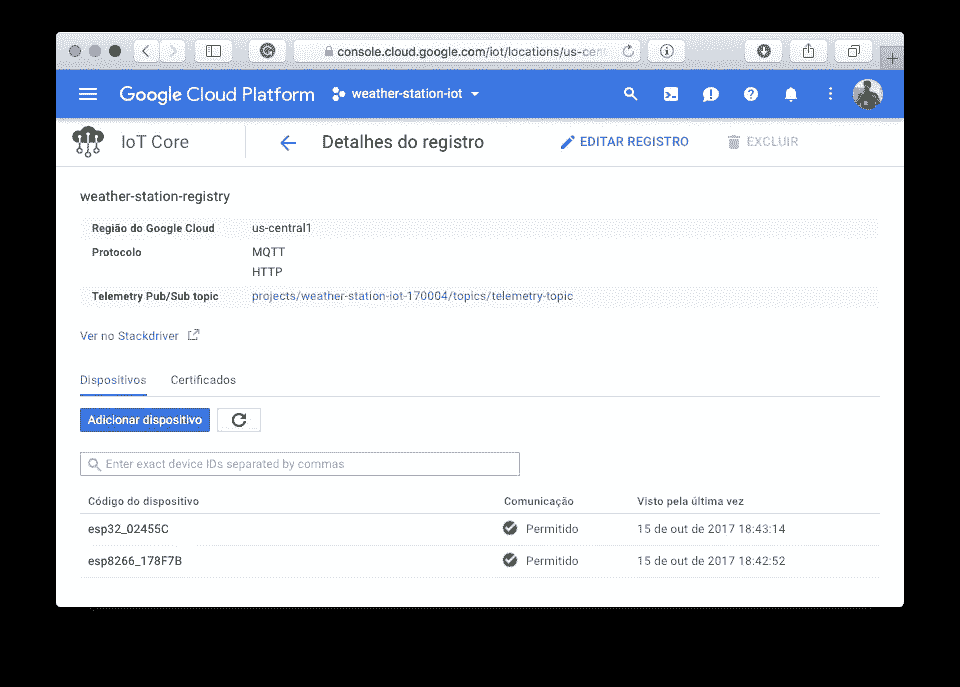 console.cloud.google.com/iot/locations/us-cent
Google Cloud Platform weather-station-iot
IoT Core Detalhes do registro EDITAR REGISTRO EXCLUIR
weather-station-registry
Região do Google Cloud us-central1
Protocolo MQTT
HTTP
Telemetry Pub/Sub topic projects/weather-station-iot-170004/topics/telemetry-topic
Ver no Stackdriver
Dispositivos Certificados
Adicionar dispositivo
Enter exact device IDs separated by commas
Código do dispositivo Comunicação Visto pela última vez
esp32_02455C Permitido 15 de out de 2017 18:43:14
esp8266_178F7B Permitido 15 de out de 2017 18:42:52